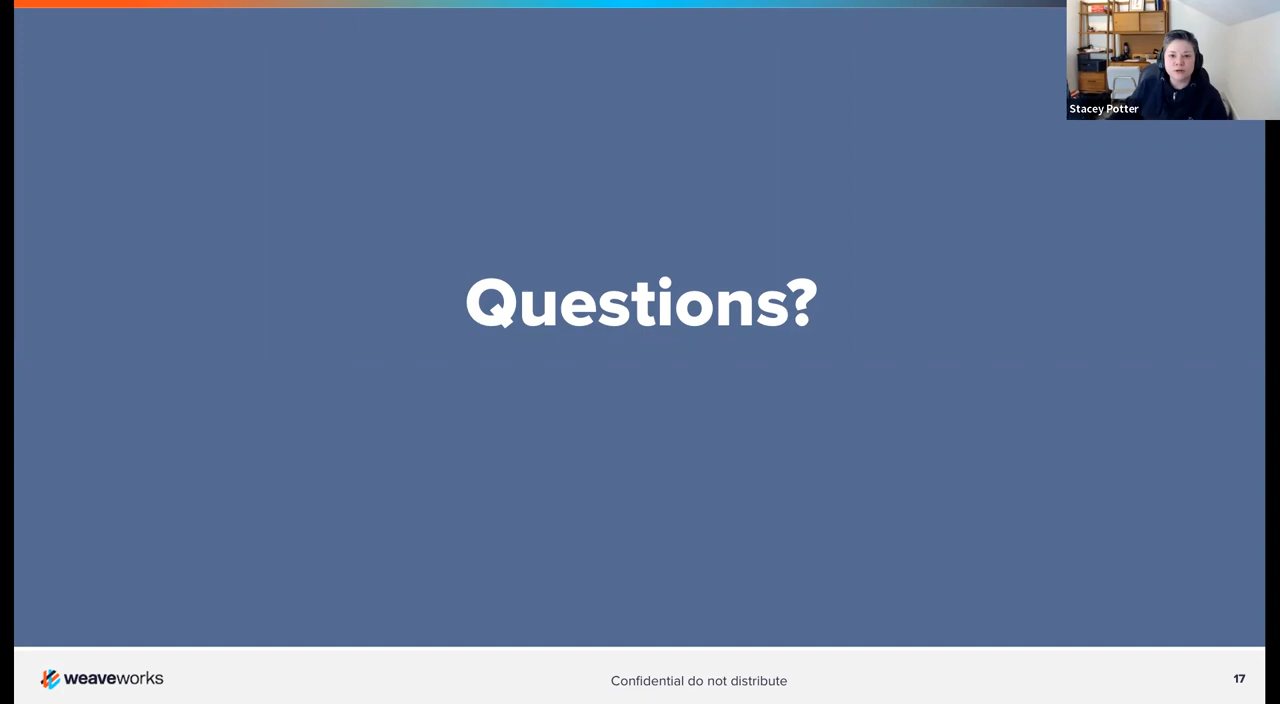 Stacey Potter
Questions?
weaveworks
Confidential do not distribute
17